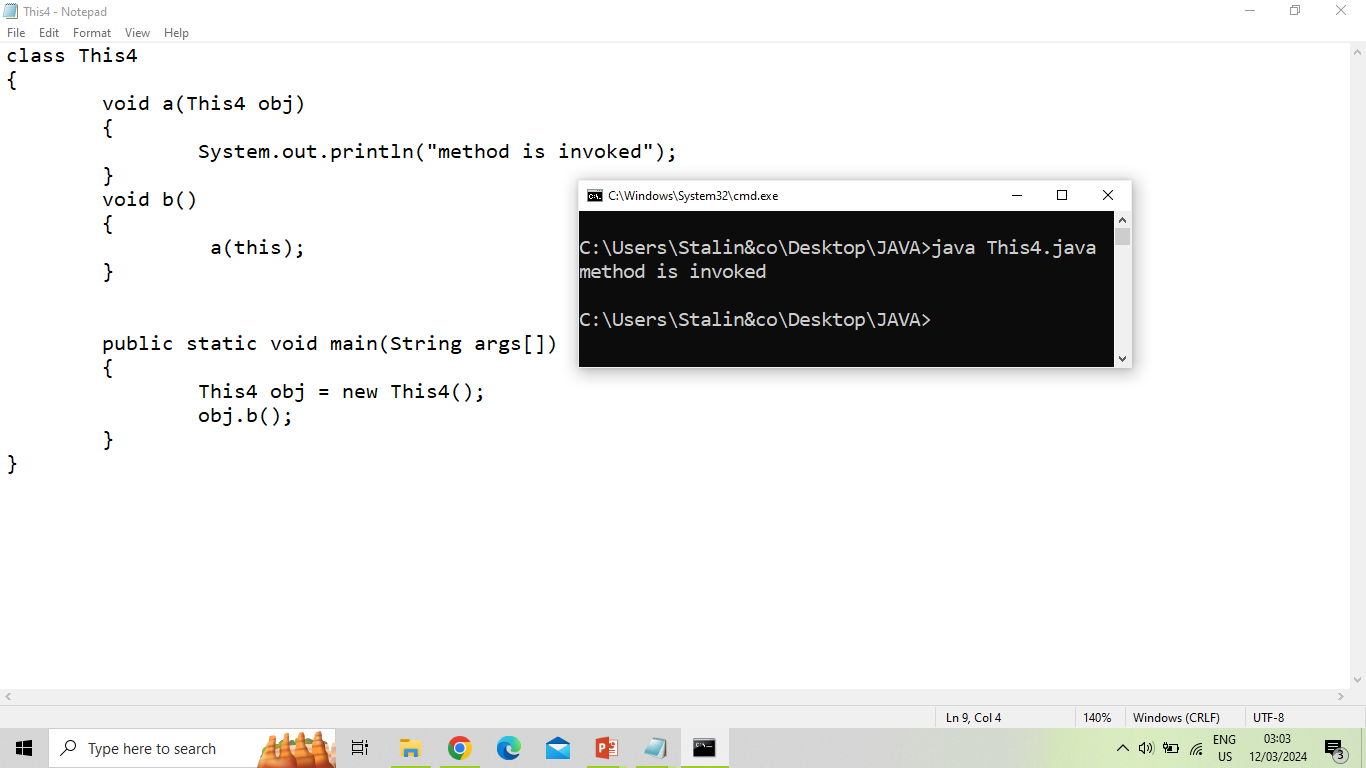 This4 - Notepad
File Edit Format View Help
class This4
{
void a(This4 obj)
{
System.out.println("method is invoked");
}
void b()
{
a(this);
}
public static void main(String args[])
{
This4 obj = new This4();
obj.b();
}
}
C:\Windows\System32\cmd.exe
C:\Users\Stalin&co\Desktop\JAVA>java This4.java
method is invoked
C:\Users\Stalin&co\Desktop\JAVA>
Ln 9, Col 4 140% Windows (CRLF) UTF-8
Type here to search
ENG
US
03:03
12/03/2024
3